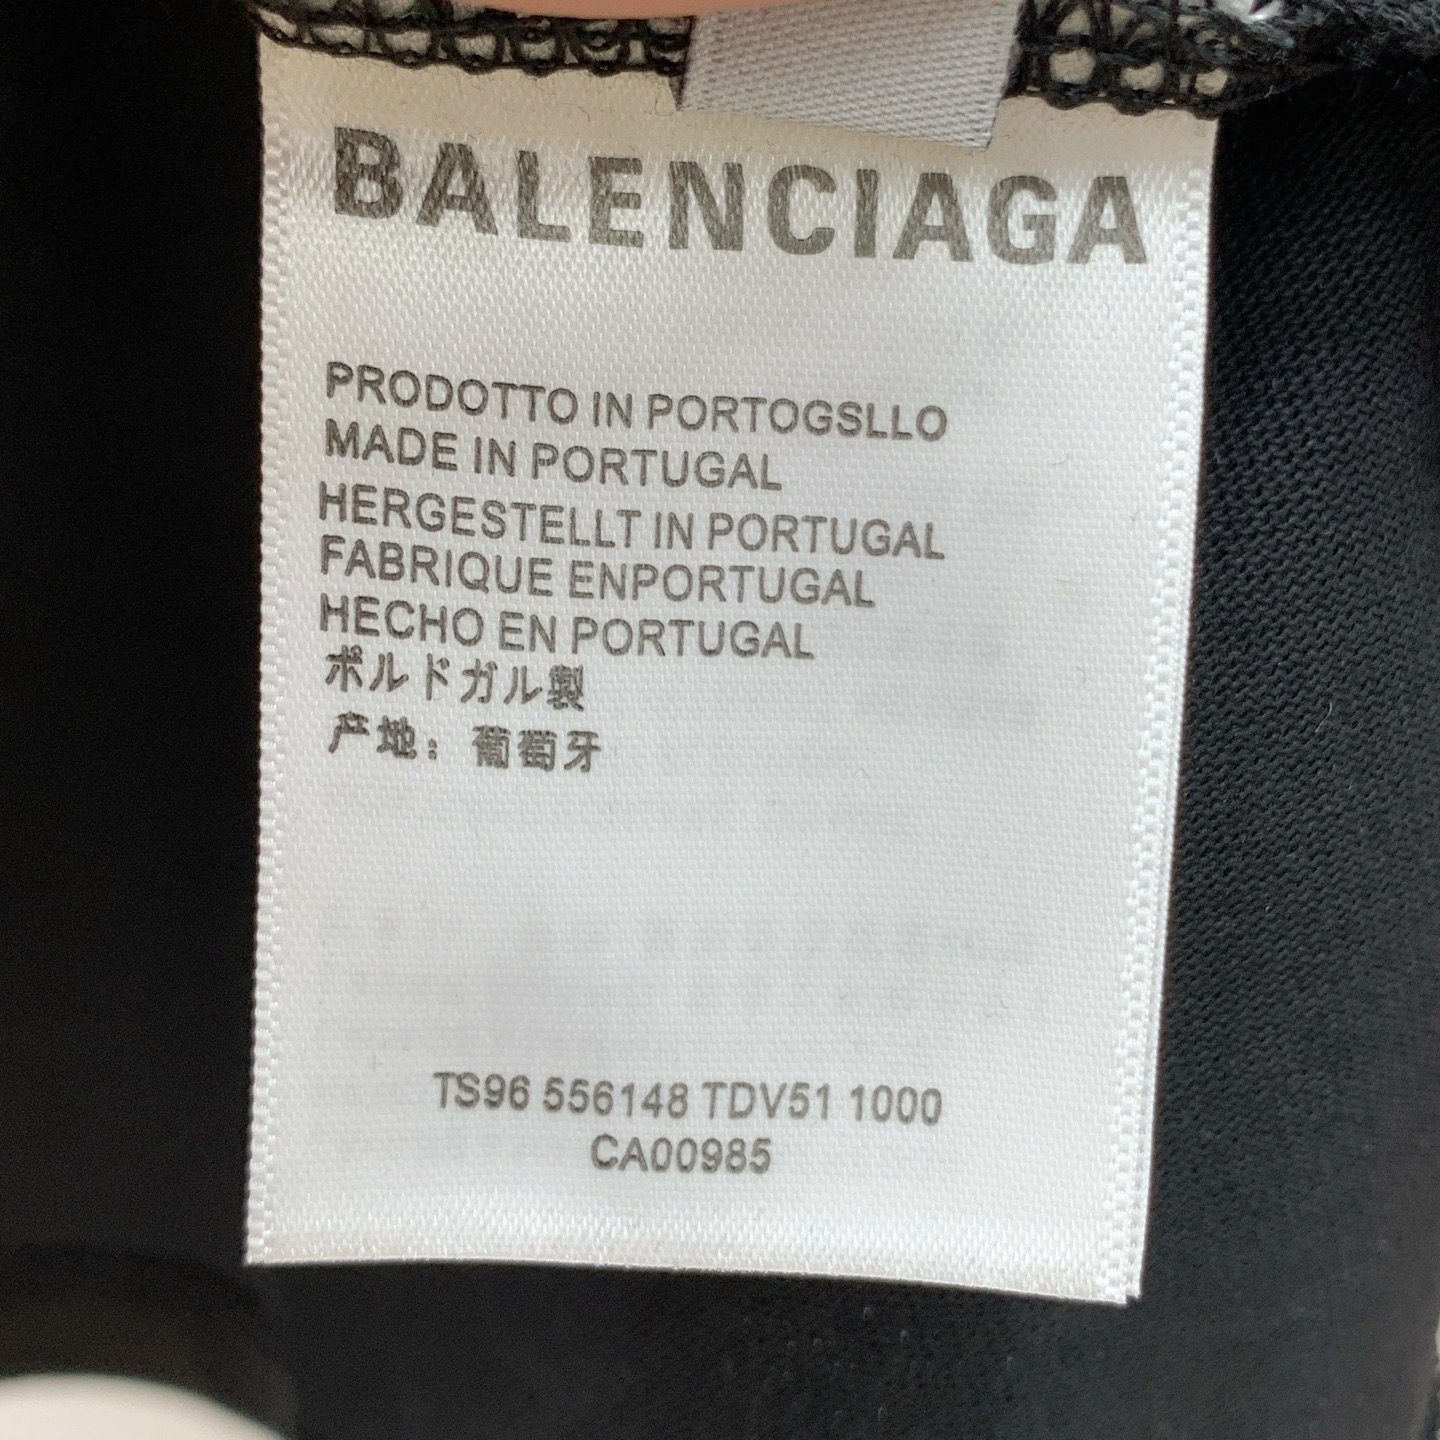 BALENCIAGA
PRODOTTO IN PORTOGSLLO
MADE IN PORTUGAL
HERGESTELLT IN PORTUGAL
FABRIQUE ENPORTUGAL
HECHO EN PORTUGAL
ポルドガル製
产地：葡萄牙
TS96 556148 TDV51 1000
CA00985